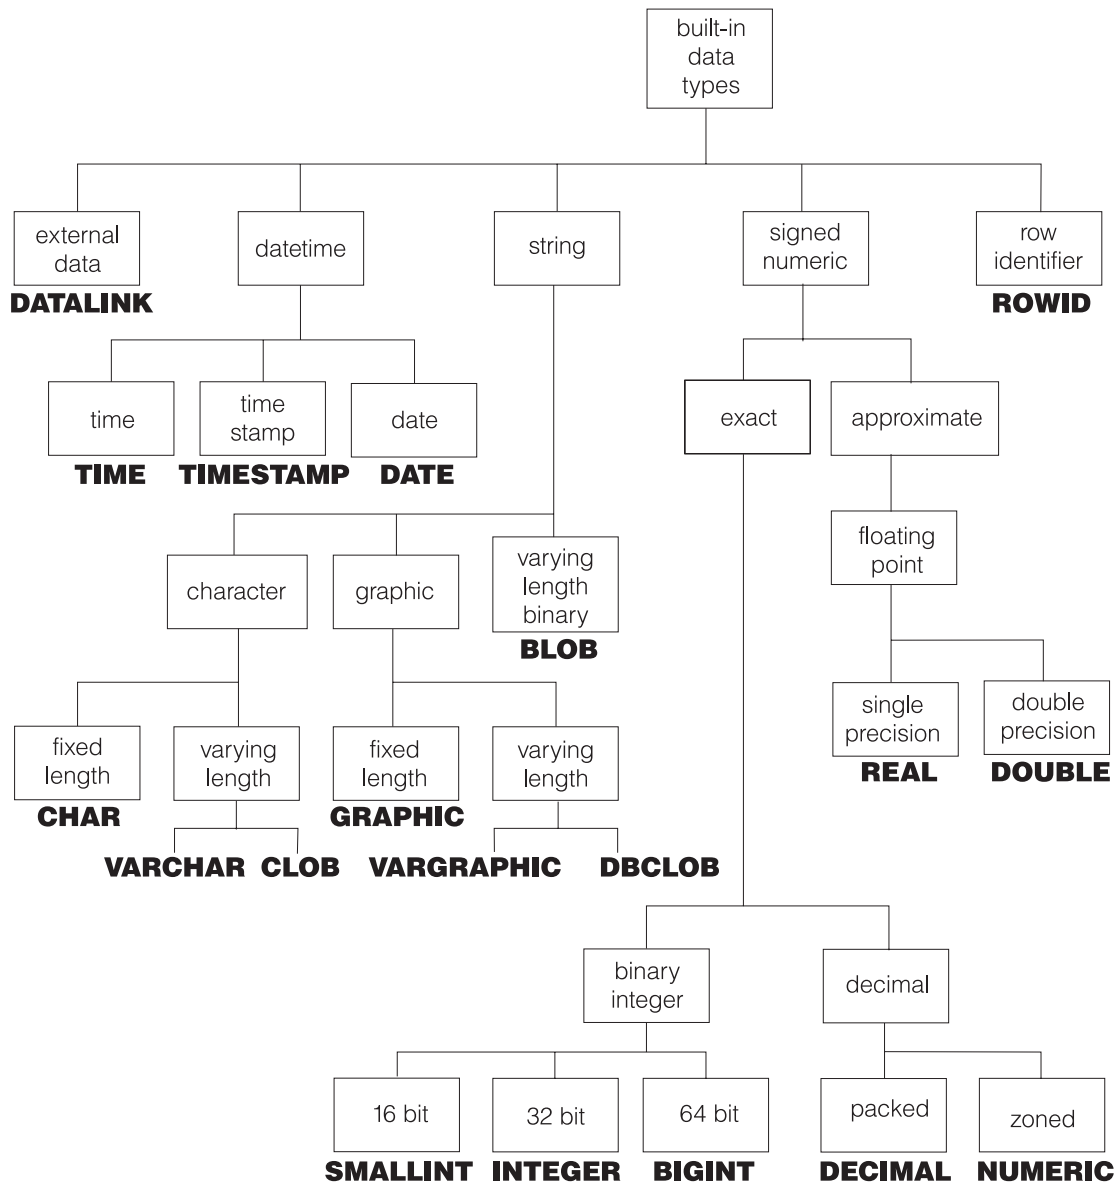 built-in
data
types
external
data
DATALINK
datetime
string
signed
numeric
row
identifier
ROWID
time
TIME
time
stamp
TIMESTAMP
date
DATE
exact
approximate
character
graphic
varying
length
binary
BLOB
floating
point
fixed
length
CHAR
varying
length
fixed
length
GRAPHIC
varying
length
single
precision
REAL
double
precision
DOUBLE
VARCHAR
CLOB
VARGRAPHIC
DBCLOB
binary
integer
decimal
16 bit
SMALLINT
32 bit
INTEGER
64 bit
BIGINT
packed
DECIMAL
zoned
NUMERIC